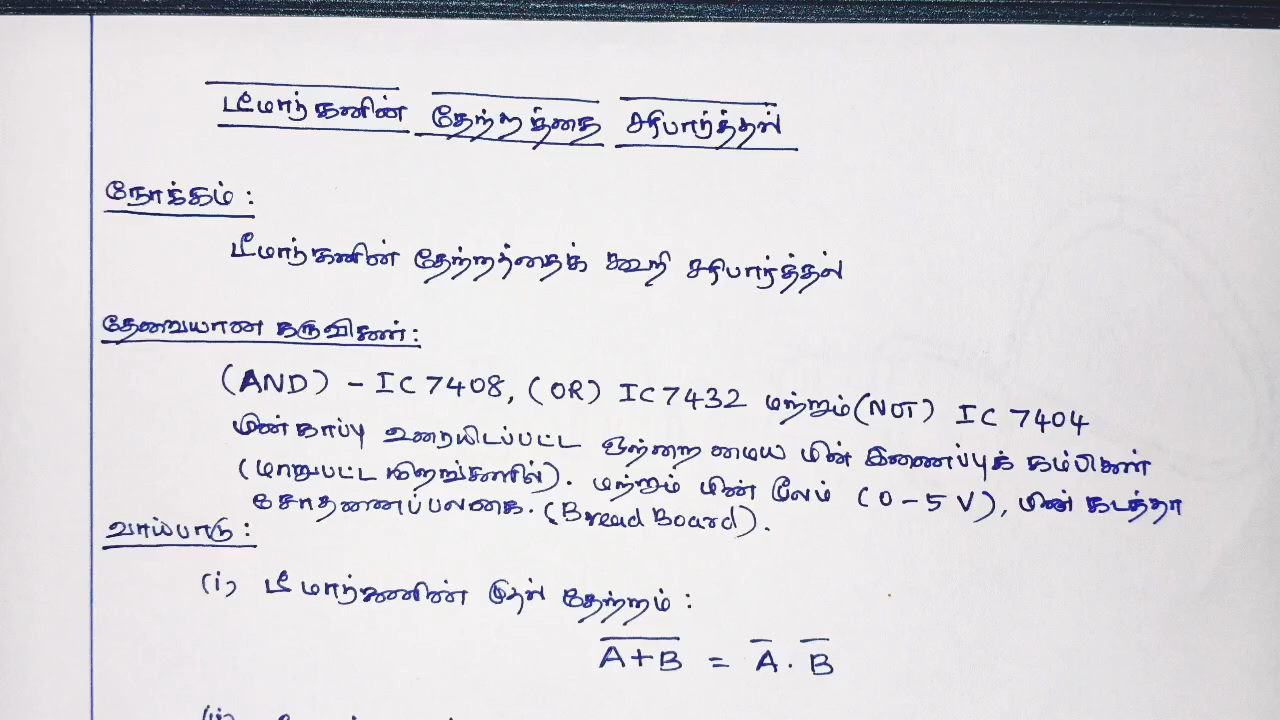 டீமார்கனின் தேற்றத்தை சரிபார்த்தல்
நோக்கம் :
டீமார்கனின் தேற்றத்தைக் கூறி சரிபார்த்தல்
தேவையான கருவிகள் :
(AND) - IC 7408, (OR) IC 7432 மற்றும் (NOT) IC 7404
மின்காப்பு உறையிடப்பட்ட ஒற்றை மைய மின் இணைப்புக் கம்பிகள்
(மாறுபட்ட நிறங்களில்). மற்றும் மின் மூலம் (0 - 5 V), மின் கடத்தா
சோதனைப்பலகை. (Bread Board).
வாய்பாடு :
(i) டீ மார்கனின் முதல் தேற்றம் :
A̅+̅B̅ = A̅ . B̅